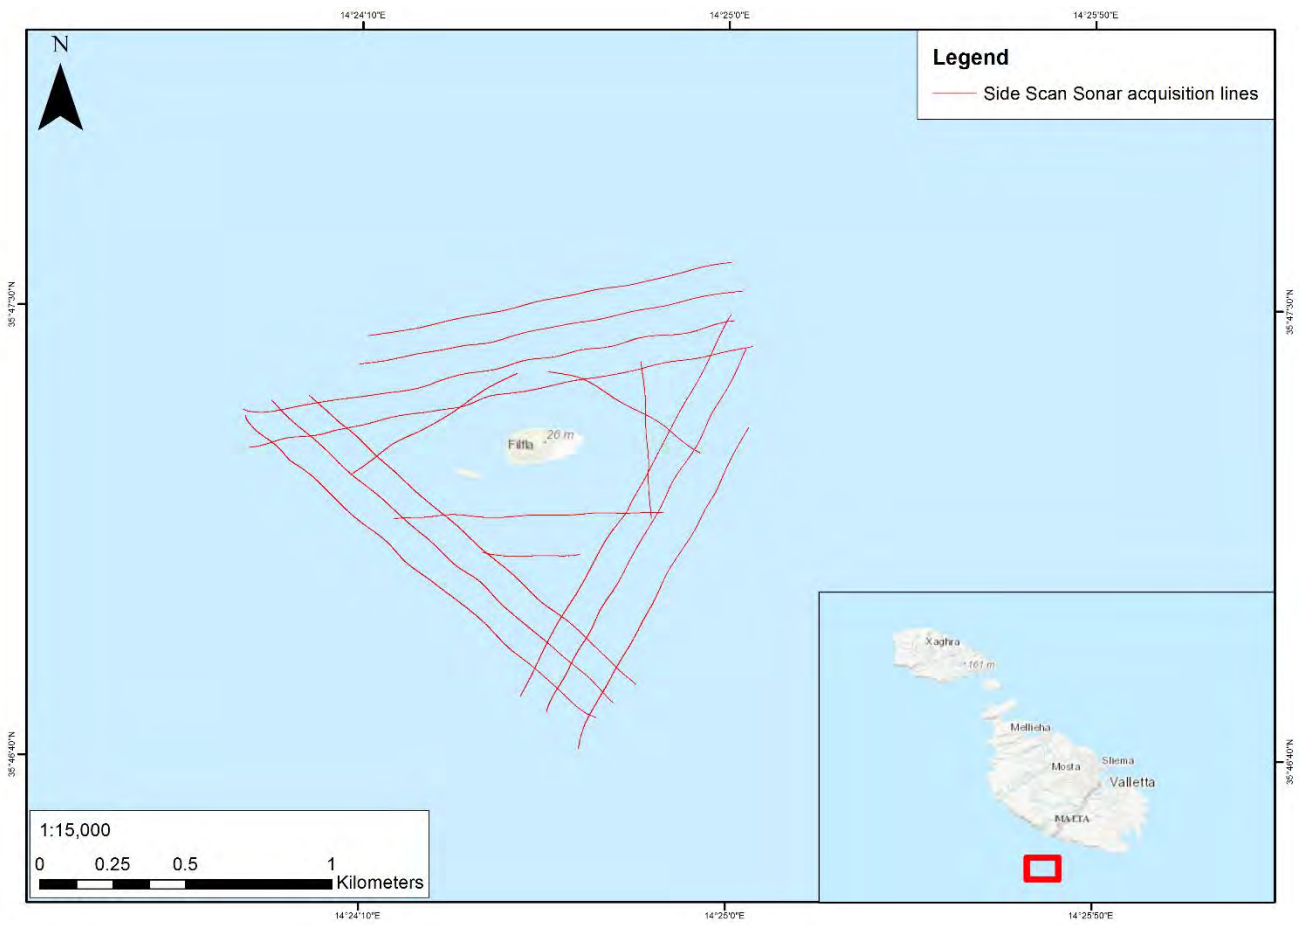 14°24'10"E
14°25'0"E
14°25'50"E
N
Legend
Side Scan Sonar acquisition lines
35°47'30"N
35°47'30"N
26 m
Filfla
Xaghra
161 m
Mellieha
Sliema
Mosta
Valletta
MALTA
35°46'40"N
35°46'40"N
1:15,000
0 0.25 0.5 1
Kilometers
14°24'10"E
14°25'0"E
14°25'50"E